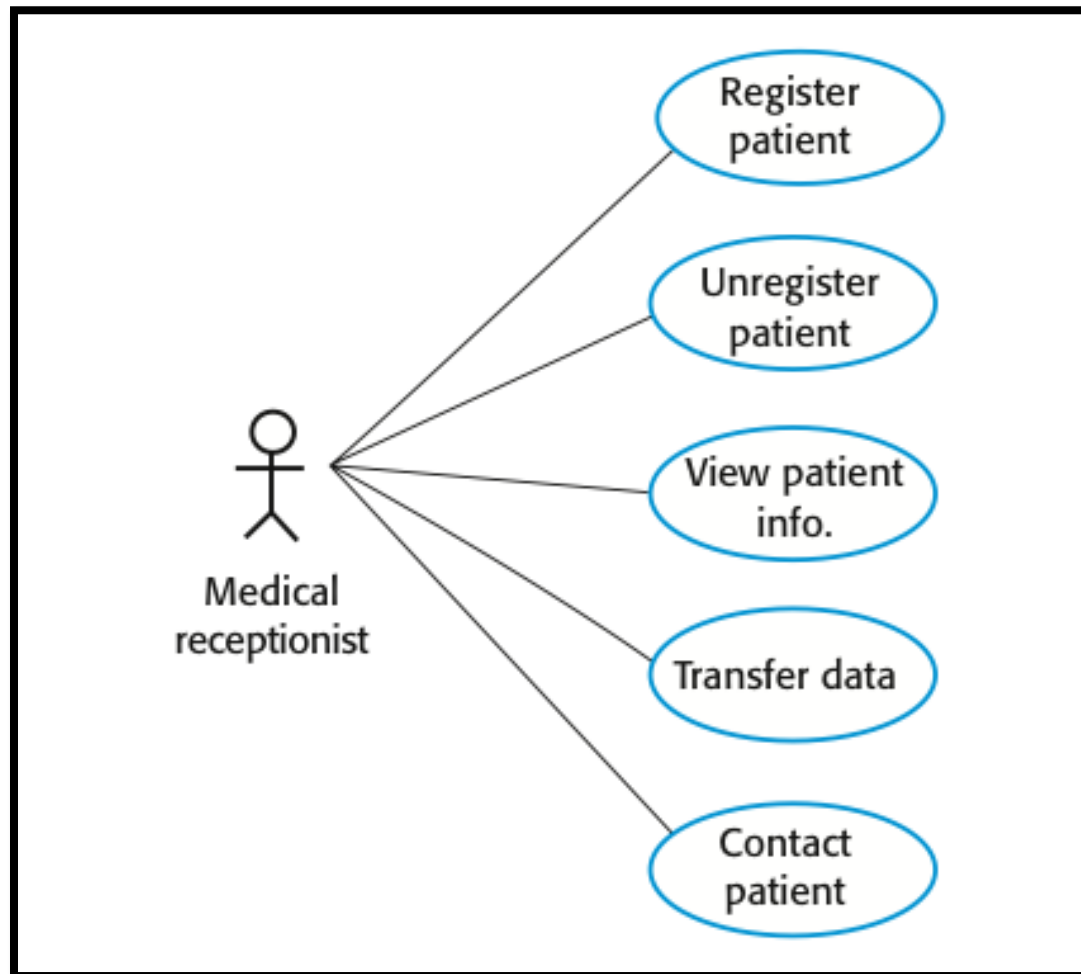 Register
patient
Unregister
patient
View patient
info.
Medical
receptionist
Transfer data
Contact
patient